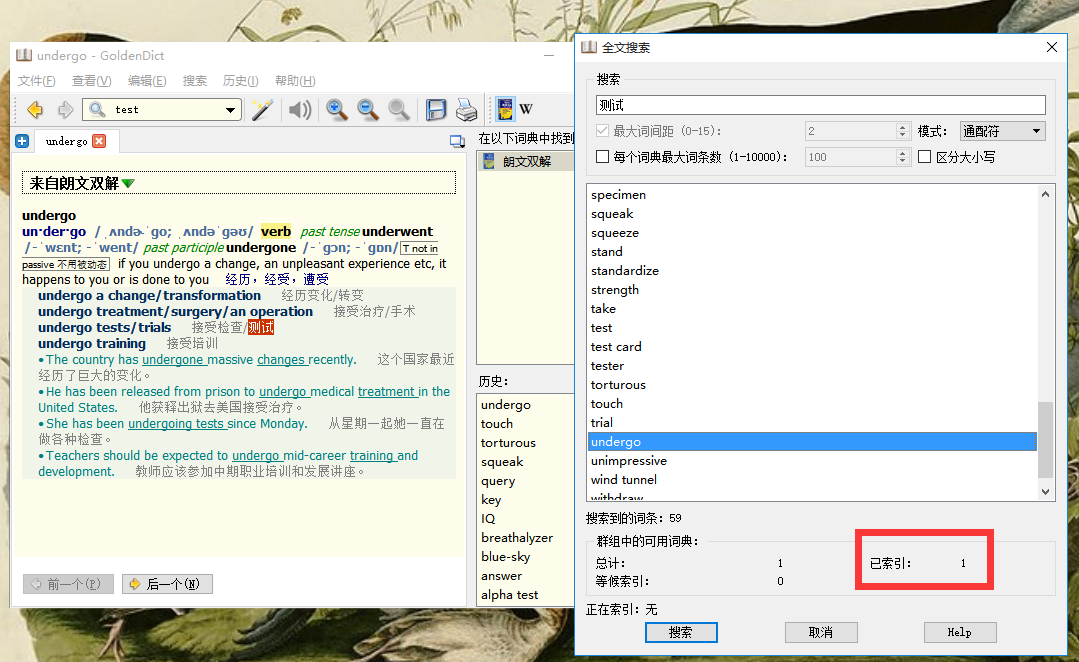 undergo - GoldenDict
文件(F) 查看(V) 编辑(E) 搜索 历史(I) 帮助(H)
test
W
undergo
在以下词典中找到
朗文双解
来自朗文双解
undergo
un·der·go /ˌʌndɚˈgo; ˌʌndəˈgəʊ/ verb past tense underwent
/-ˈwɛnt; -ˈwent/ past participle undergone /-ˈgɔn; -ˈgɒn/ T not in
passive 不用被动态 if you undergo a change, an unpleasant experience etc, it
happens to you or is done to you 经历，经受，遭受
undergo a change/transformation 经历变化/转变
undergo treatment/surgery/an operation 接受治疗/手术
undergo tests/trials 接受检查/测试
undergo training 接受培训
•The country has undergone massive changes recently. 这个国家最近
经历了巨大的变化。
•He has been released from prison to undergo medical treatment in the
United States. 他获释出狱去美国接受治疗。
•She has been undergoing tests since Monday. 从星期一起她一直在
做各种检查。
•Teachers should be expected to undergo mid-career training and
development. 教师应该参加中期职业培训和发展讲座。
前一个(P) 后一个(N)
历史：
undergo
touch
torturous
squeak
query
key
IQ
breathalyzer
blue-sky
answer
alpha test
全文搜索
搜索
测试
最大词间距 (0-15)： 2 模式： 通配符
每个词典最大词条数 (1-10000)： 100 区分大小写
specimen
squeak
squeeze
stand
standardize
strength
take
test
test card
tester
torturous
touch
trial
undergo
unimpressive
wind tunnel
withdraw
搜索到的词条：59
群组中的可用词典：
总计： 1 已索引： 1
等候索引： 0
正在索引：无
搜索 取消 Help